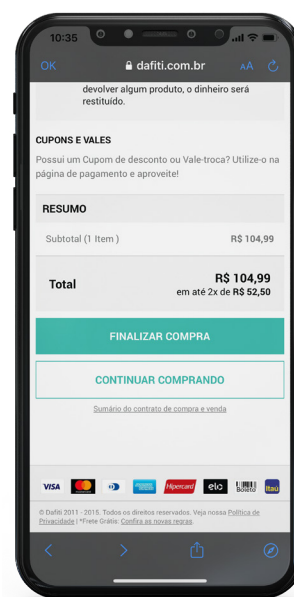 10:35
OK
dafiti.com.br
AA
devolver algum produto, o dinheiro será
restituído.
CUPONS E VALES
Possui um Cupom de desconto ou Vale-troca? Utilize-o na
página de pagamento e aproveite!
RESUMO
Subtotal (1 Item )
R$ 104,99
Total
R$ 104,99
em até 2x de R$ 52,50
FINALIZAR COMPRA
CONTINUAR COMPRANDO
Sumário do contrato de compra e venda
VISA
Hipercard
elo
Boleto
Itaú
© Dafiti 2011 - 2015. Todos os direitos reservados. Veja nossa Política de
Privacidade | *Frete Grátis: Confira as novas regras.